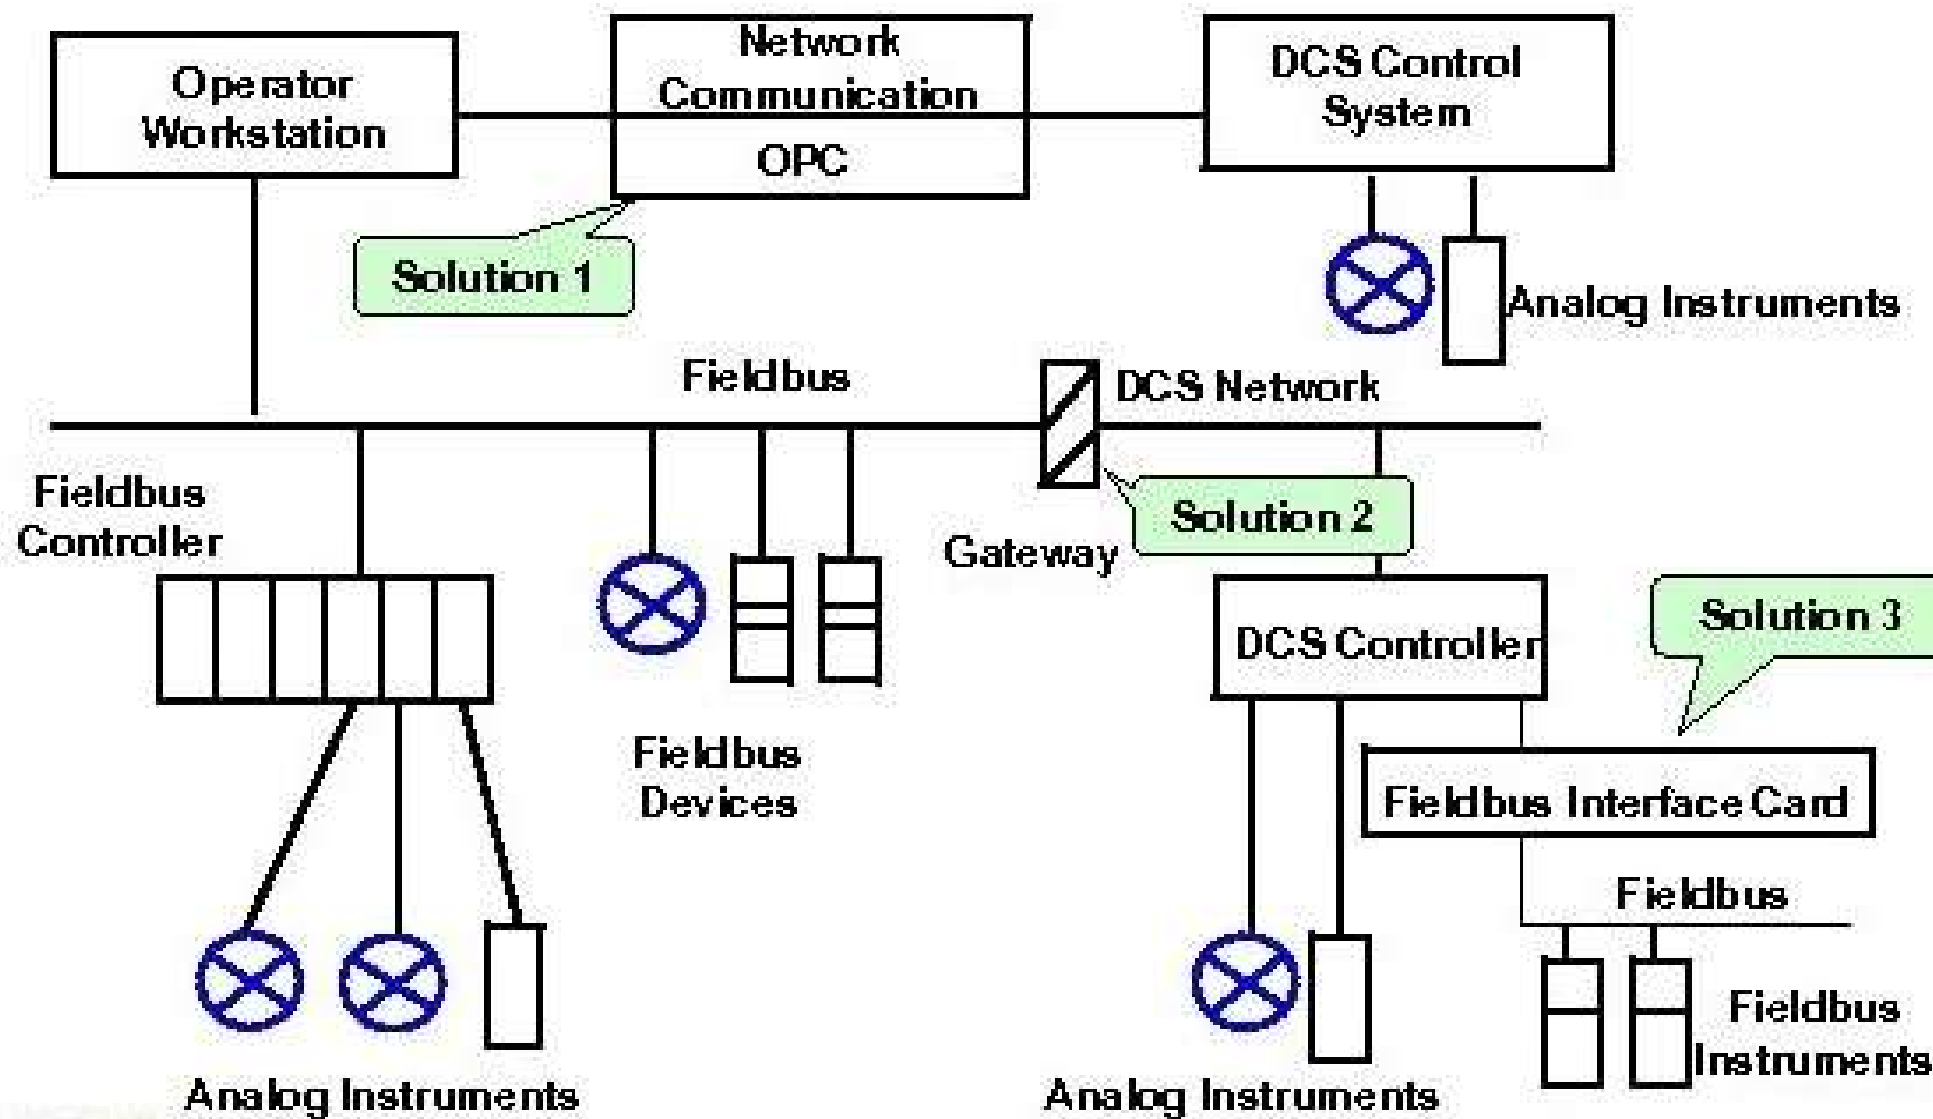 Operator
Workstation
Network
Communication
OPC
DCS Control
System
Solution 1
Analog Instruments
Fieldbus
DCS Network
Fieldbus
Controller
Solution 2
Gateway
DCS Controller
Solution 3
Fieldbus
Devices
Fieldbus Interface Card
Fieldbus
Fieldbus
Instruments
Analog Instruments
Analog Instruments